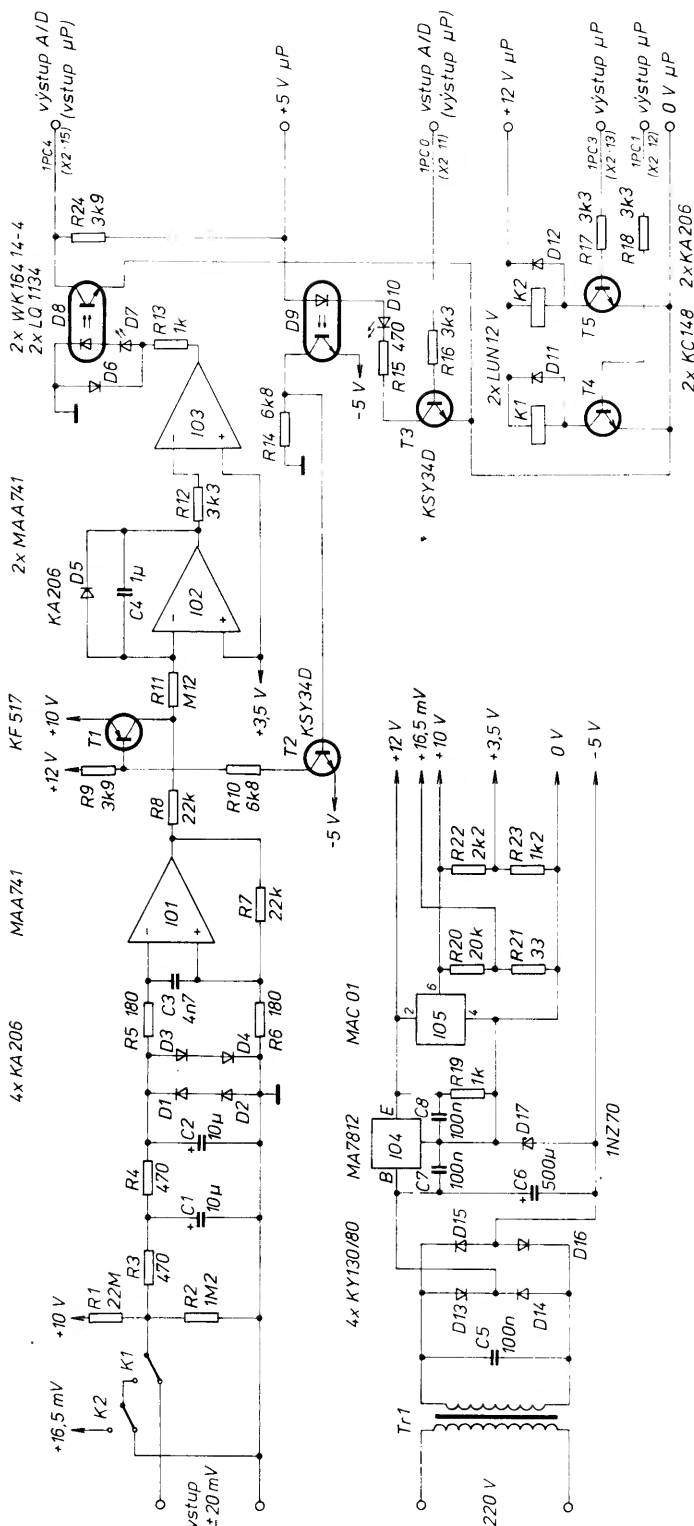 4x KA206
MAA741
KF517
2x MAA741
2x WK164 14-4
2x LQ 1134
+16,5 mV
K2
K1
vstup
± 20 mV
+10 V
R1
22M
R2
1M2
R3
470
C1
10µ
R4
470
C2
10µ
D1
D2
D3
D4
R5
180
R6
180
C3
4n7
IO1
R7
22k
R8
22k
+12 V
R9
3k9
+10 V
T1
R10
6k8
T2
KSY34D
-5 V
R11
M12
KA206
D5
C4
1µ
IO2
+3,5 V
R12
3k3
IO3
R13
1k
D6
D7
D8
R24
3k9
1PC4
(X2·15)
výstup A/D
(vstup µP)
+5 V µP
R14
6k8
D9
-5 V
R15
470
D10
T3
KSY34D
R16
3k3
1PC0
(X2·11)
vstup A/D
(výstup µP)
2x LUN12 V
+12 V µP
K1
D11
K2
D12
T4
T5
R17
3k3
1PC3
(X2·13)
výstup µP
R18
3k3
1PC1
(X2·12)
výstup µP
0 V µP
2x KC148
2x KA206
220 V
Tr1
4x KY130/80
C5
100n
D13
D14
D15
D16
MA7812
B
E
IO4
C7
100n
C8
100n
C6
500µ
R19
1k
D17
1NZ70
MAC 01
2
6
4
IO5
R20
20k
R21
33
R22
2k2
R23
1k2
+12 V
+16,5 mV
+10 V
+3,5 V
0 V
-5 V